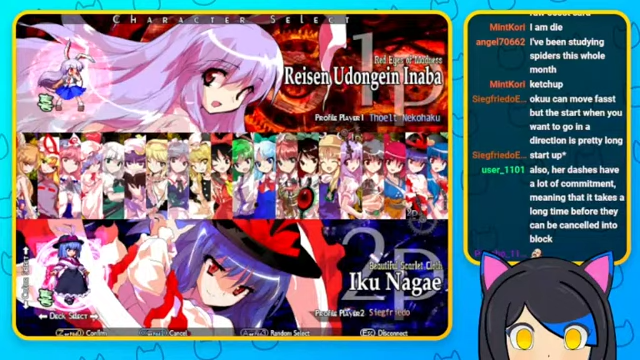 Character Select
1p
Red Eyes of Madness
Reisen Udongein Inaba
Profile Player1 Thoelt Nekohaku
2p
Beautiful Scarlet Cloth
Iku Nagae
Profile Player2 Siegfriedo
Deck Select
Confirm
Cancel
Random Select
Esc Disconnect
MintKori I am die
angel70662 I've been studying
spiders this whole
month
MintKori ketchup
SiegfriedoE... okuu can move fasst
but the start when you
want to go in a
direction is pretty long
SiegfriedoE... start up*
user_1101 also, her dashes have
a lot of commitment,
meaning that it takes a
long time before they
can be cancelled into
block